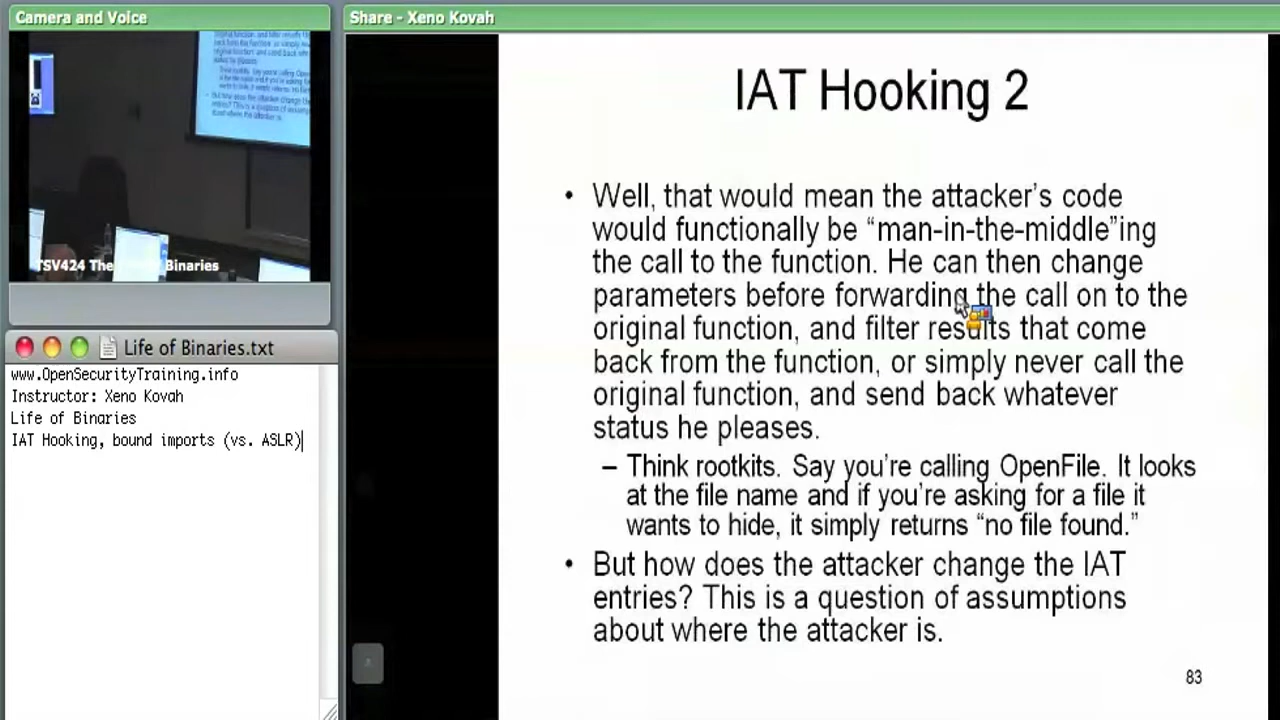 Camera and Voice
Share - Xeno Kovah
TSV424 The Binaries
Life of Binaries.txt
www.OpenSecurityTraining.info
Instructor: Xeno Kovah
Life of Binaries
IAT Hooking, bound imports (vs. ASLR)
IAT Hooking 2
• Well, that would mean the attacker's code
would functionally be “man-in-the-middle”ing
the call to the function. He can then change
parameters before forwarding the call on to the
original function, and filter results that come
back from the function, or simply never call the
original function, and send back whatever
status he pleases.
– Think rootkits. Say you're calling OpenFile. It looks
at the file name and if you're asking for a file it
wants to hide, it simply returns “no file found.”
• But how does the attacker change the IAT
entries? This is a question of assumptions
about where the attacker is.
83